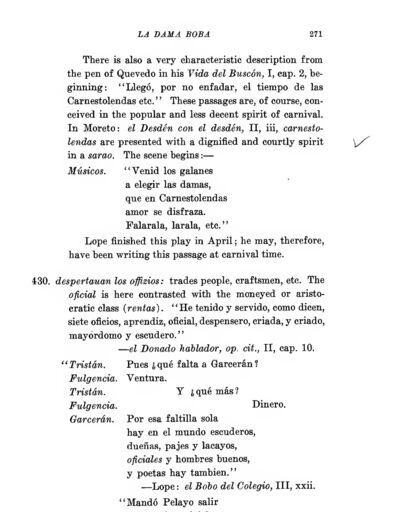 LA DAMA BOBA 271
There is also a very characteristic description from
the pen of Quevedo in his Vida del Buscón, I, cap. 2, be-
ginning: "Llegó, por no enfadar, el tiempo de las
Carnestolendas etc." These passages are, of course, con-
ceived in the popular and less decent spirit of carnival.
In Moreto: el Desdén con el desdén, II, iii, carnesto-
lendas are presented with a dignified and courtly spirit
in a sarao. The scene begins:—
Músicos. "Venid los galanes
a elegir las damas,
que en Carnestolendas
amor se disfraza.
Falarala, larala, etc."
Lope finished this play in April; he may, therefore,
have been writing this passage at carnival time.
430. despertauan los offizios: trades people, craftsmen, etc. The
oficial is here contrasted with the moneyed or aristo-
cratic class (rentas). "He tenido y servido, como dicen,
siete oficios, aprendiz, oficial, despensero, criada, y criado,
mayordomo y escudero."
—el Donado hablador, op. cit., II, cap. 10.
"Tristán. Pues ¿qué falta a Garcerán?
Fulgencia. Ventura.
Tristán. Y ¿qué más?
Fulgencia. Dinero.
Garcerán. Por esa faltilla sola
hay en el mundo escuderos,
dueñas, pajes y lacayos,
oficiales y hombres buenos,
y poetas hay tambien."
—Lope: el Bobo del Colegio, III, xxii.
"Mandó Pelayo salir